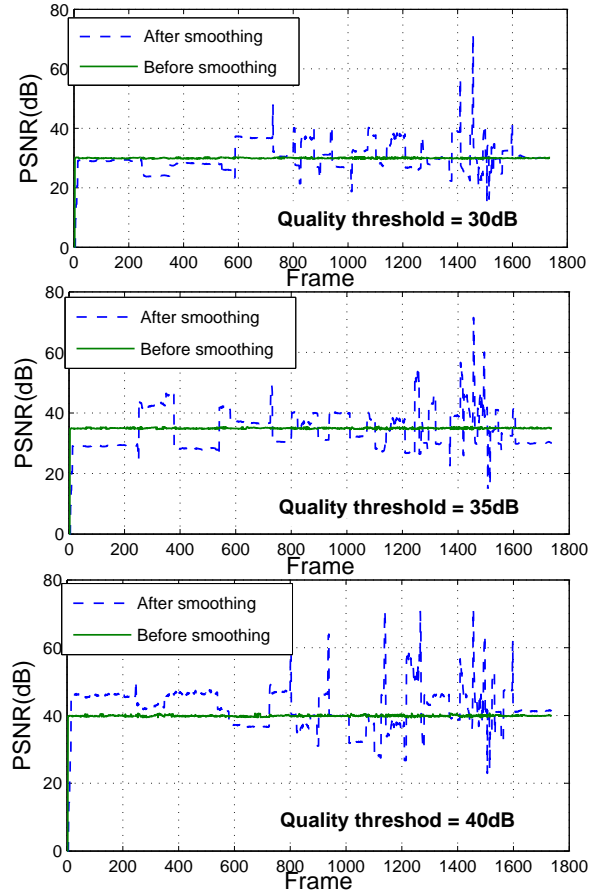 80
60
40
20
0
PSNR(dB)
After smoothing
Before smoothing
Quality threshold = 30dB
0 200 400 600 800 1000 1200 1400 1600 1800
Frame
80
60
40
20
0
PSNR(dB)
After smoothing
Before smoothing
Quality threshold = 35dB
0 200 400 600 800 1000 1200 1400 1600 1800
Frame
80
60
40
20
0
PSNR(dB)
After smoothing
Before smoothing
Quality threshod = 40dB
0 200 400 600 800 1000 1200 1400 1600 1800
Frame